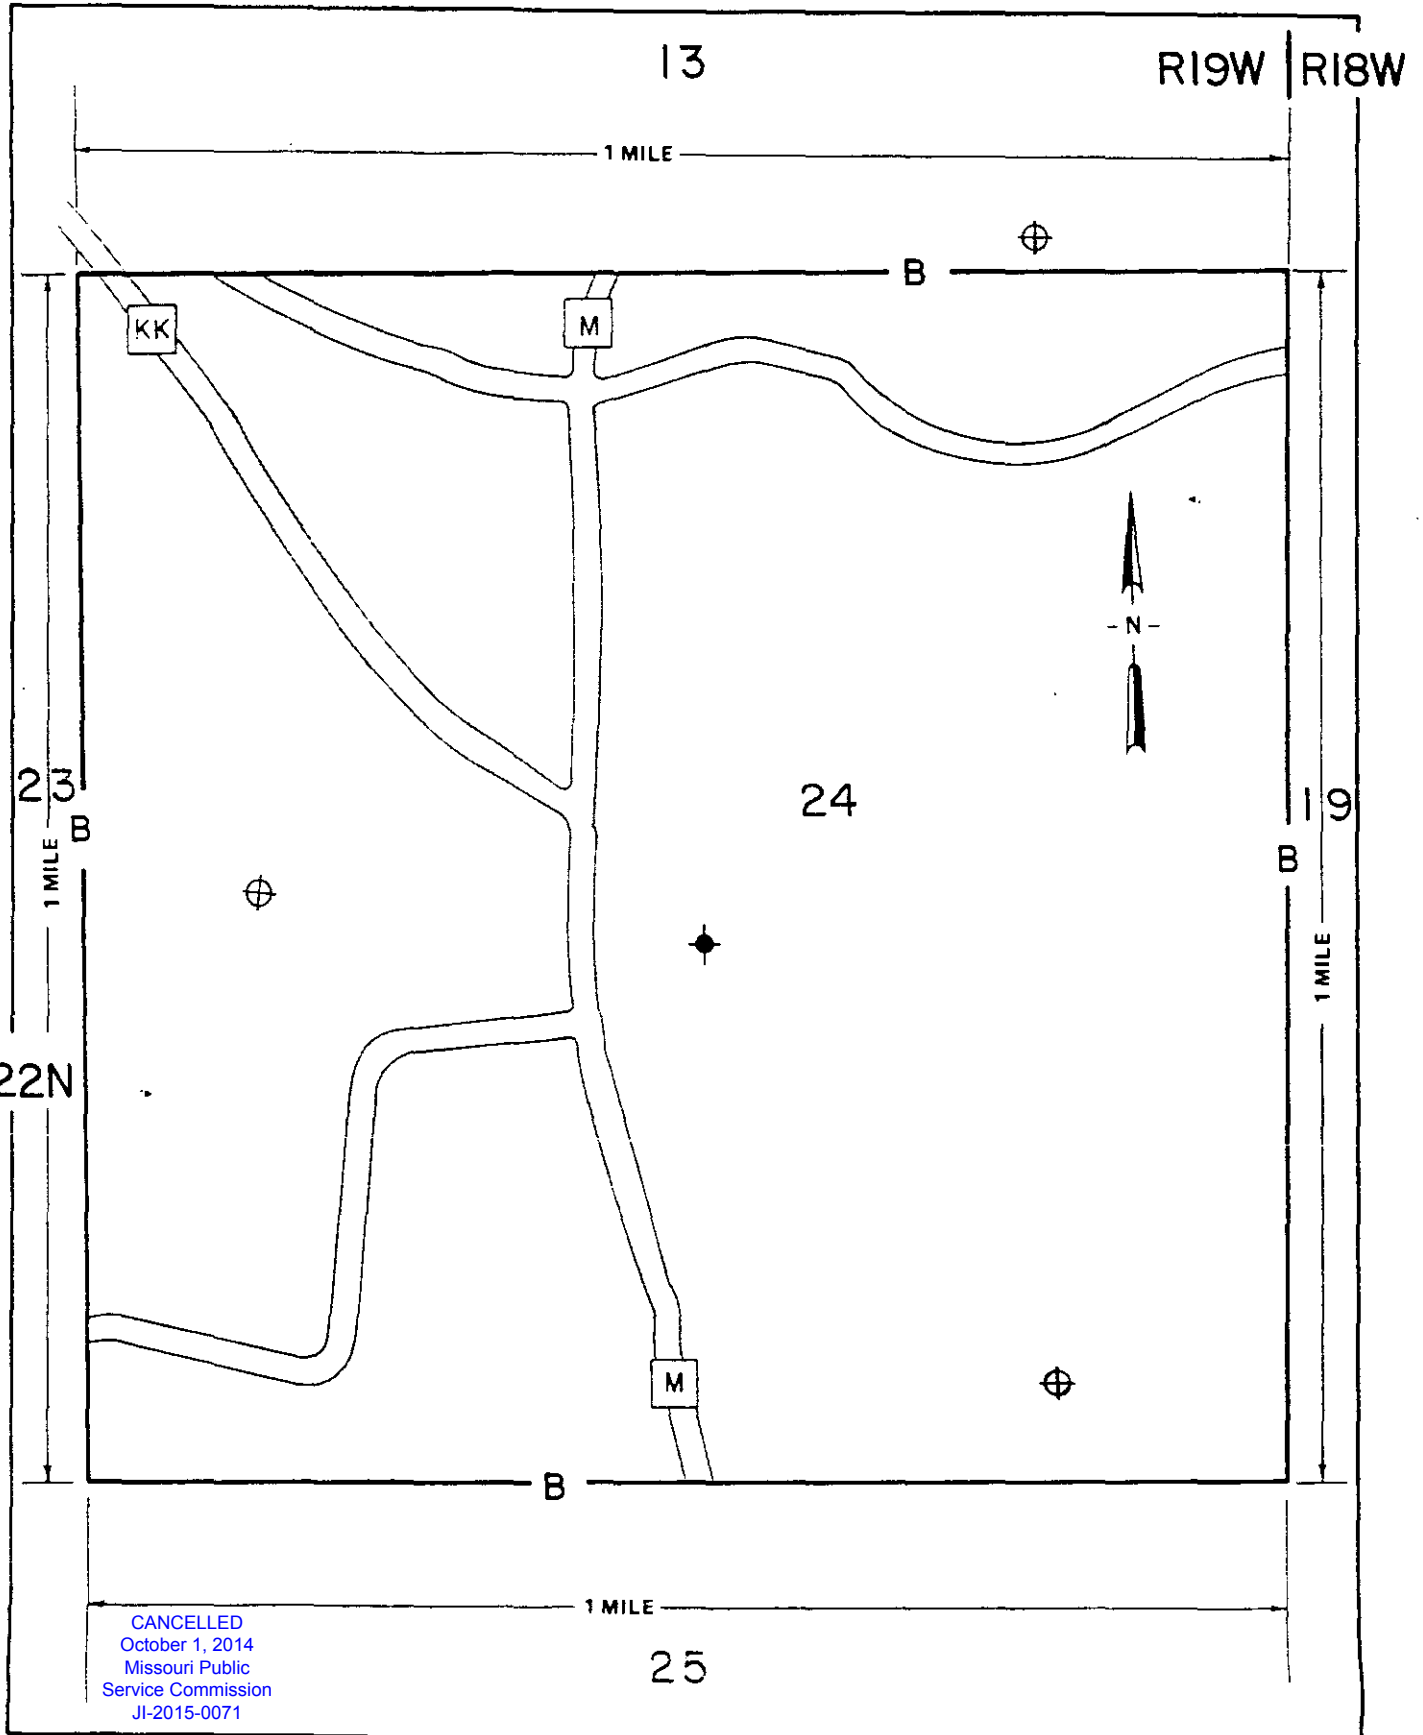 13
R19W R18W
1 MILE
B
KK
M
N
23
24
19
B
B
1 MILE
1 MILE
22N
M
B
1 MILE
25
CANCELLED
October 1, 2014
Missouri Public
Service Commission
JI-2015-0071